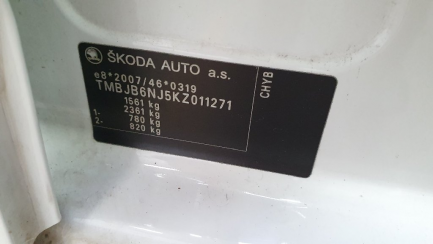 ŠKODA AUTO a.s.
e8*2007/46*0319
TMBJB6NJ5KZ011271
1561 kg
2361 kg
1- 780 kg
2- 820 kg
CHYB